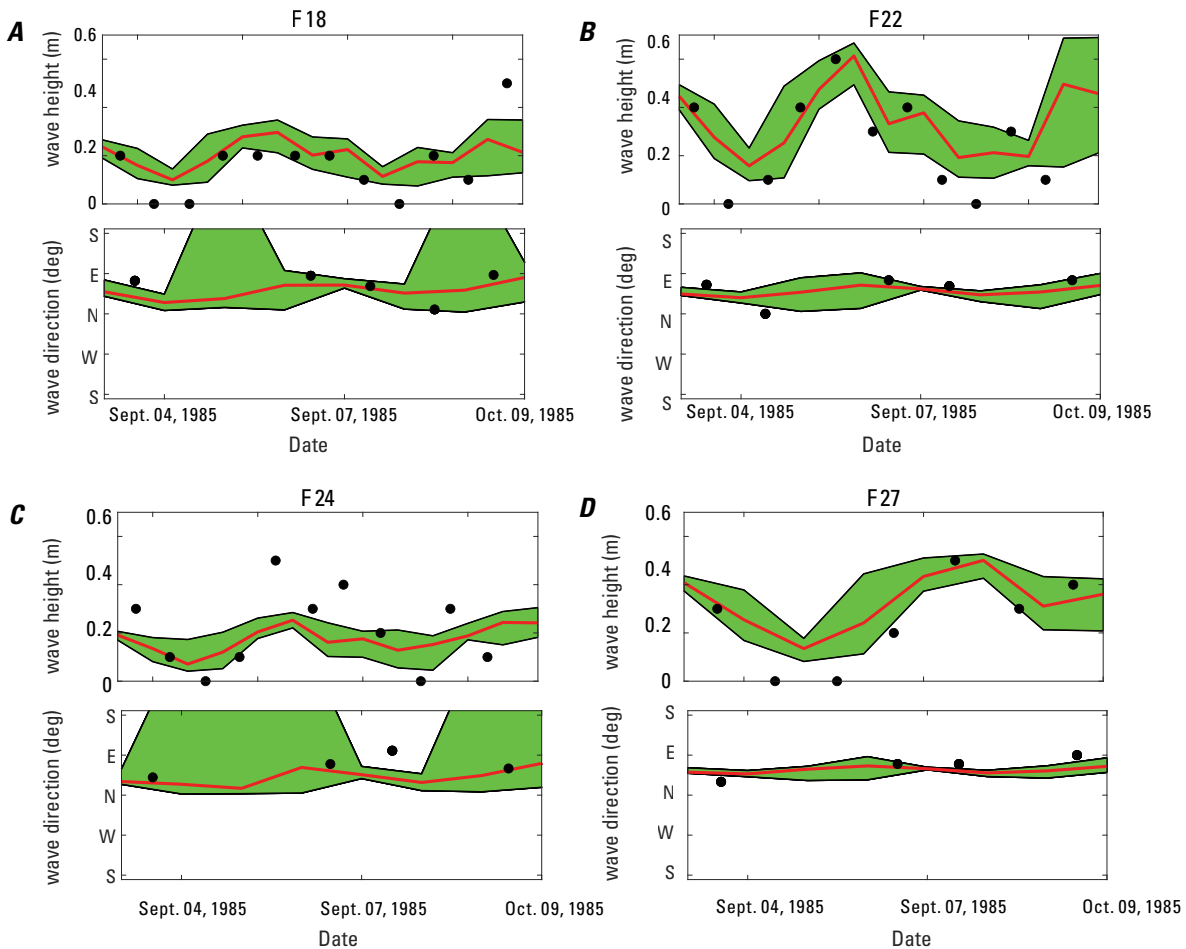 A
F18
wave height (m)
0.6
0.4
0.2
0
wave direction (deg)
S
E
N
W
S
Sept. 04, 1985
Sept. 07, 1985
Oct. 09, 1985
Date
B
F22
wave height (m)
0.6
0.4
0.2
0
wave direction (deg)
S
E
N
W
S
Sept. 04, 1985
Sept. 07, 1985
Oct. 09, 1985
Date
C
F24
wave height (m)
0.6
0.4
0.2
0
wave direction (deg)
S
E
N
W
S
Sept. 04, 1985
Sept. 07, 1985
Oct. 09, 1985
Date
D
F27
wave height (m)
0.6
0.4
0.2
0
wave direction (deg)
S
E
N
W
S
Sept. 04, 1985
Sept. 07, 1985
Oct. 09, 1985
Date